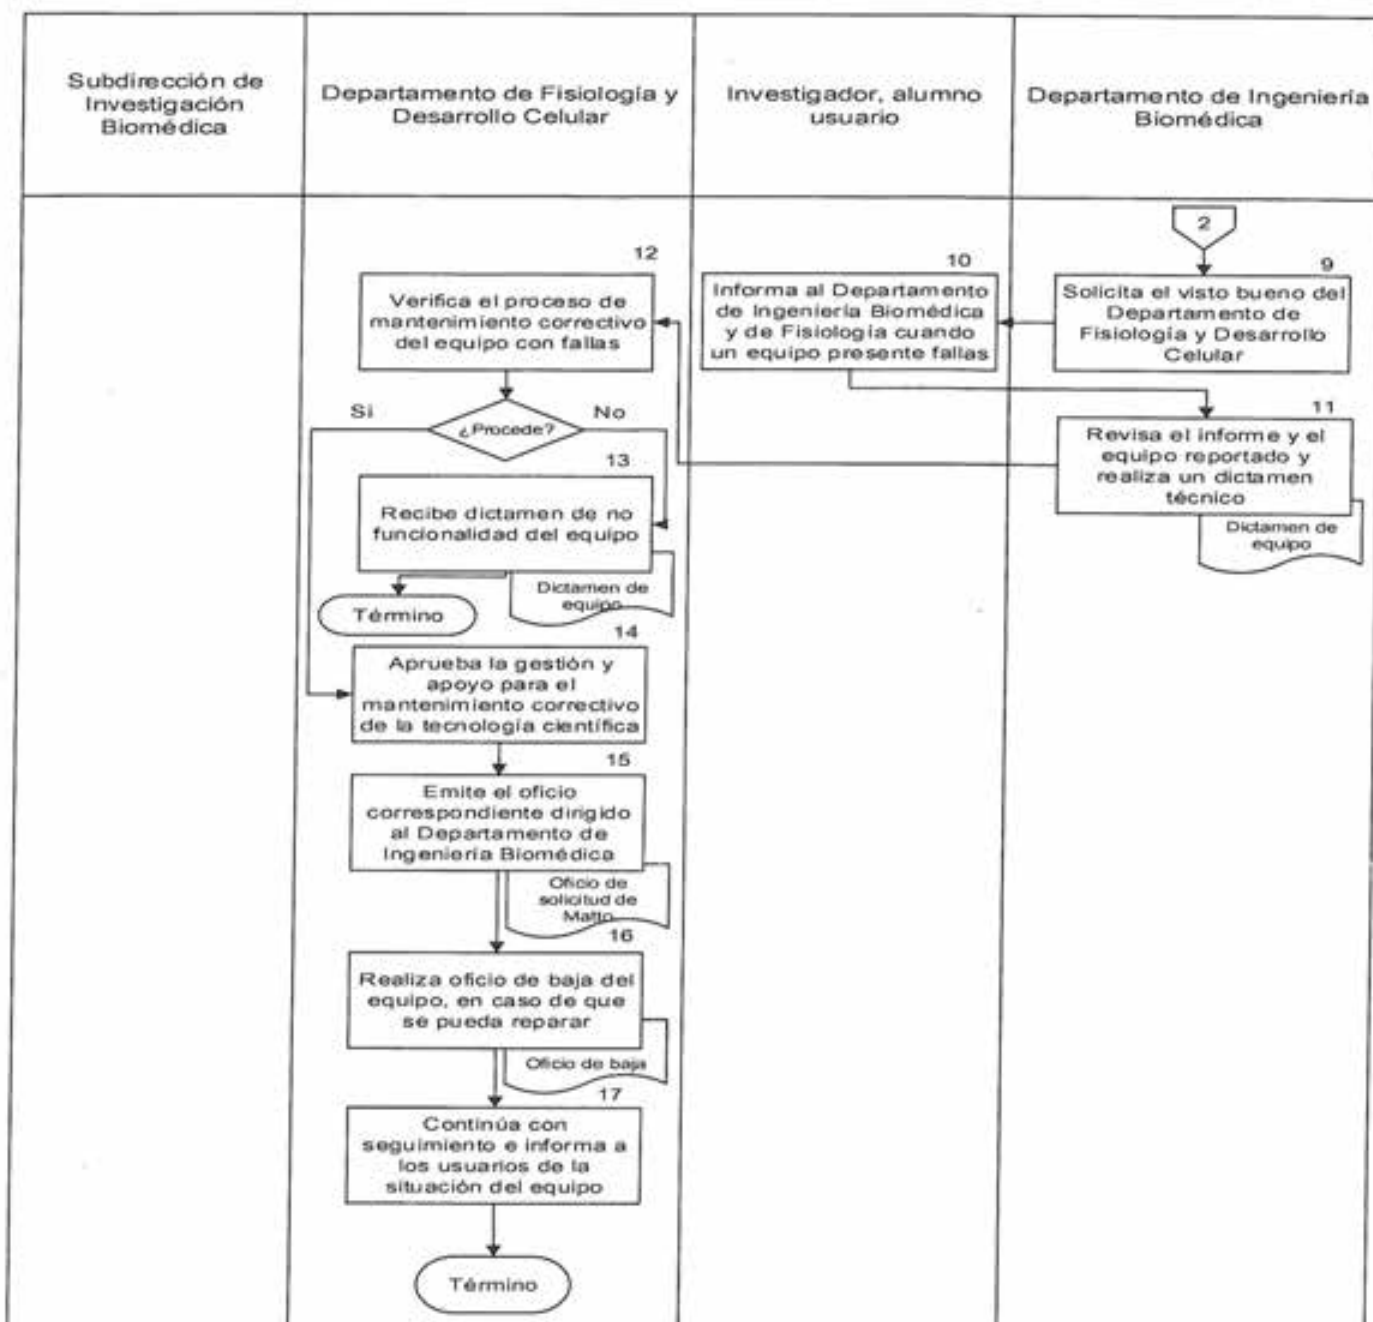 Subdirección de
Investigación
Biomédica
Departamento de Fisiología y
Desarrollo Celular
Investigador, alumno
usuario
Departamento de Ingeniería
Biomédica
2
9
Solicita el visto bueno del
Departamento de
Fisiología y Desarrollo
Celular
10
Informa al Departamento
de Ingeniería Biomédica
y de Fisiología cuando
un equipo presente fallas
11
Revisa el informe y el
equipo reportado y
realiza un dictamen
técnico
Dictamen de
equipo
12
Verifica el proceso de
mantenimiento correctivo
del equipo con fallas
¿Procede?
Si
No
13
Recibe dictamen de no
funcionalidad del equipo
Dictamen de
equipo
Término
14
Aprueba la gestión y
apoyo para el
mantenimiento correctivo
de la tecnología científica
15
Emite el oficio
correspondiente dirigido
al Departamento de
Ingeniería Biomédica
Oficio de
solicitud de
Matto
16
Realiza oficio de baja del
equipo, en caso de que
se pueda reparar
Oficio de baja
17
Continúa con
seguimiento e informa a
los usuarios de la
situación del equipo
Término